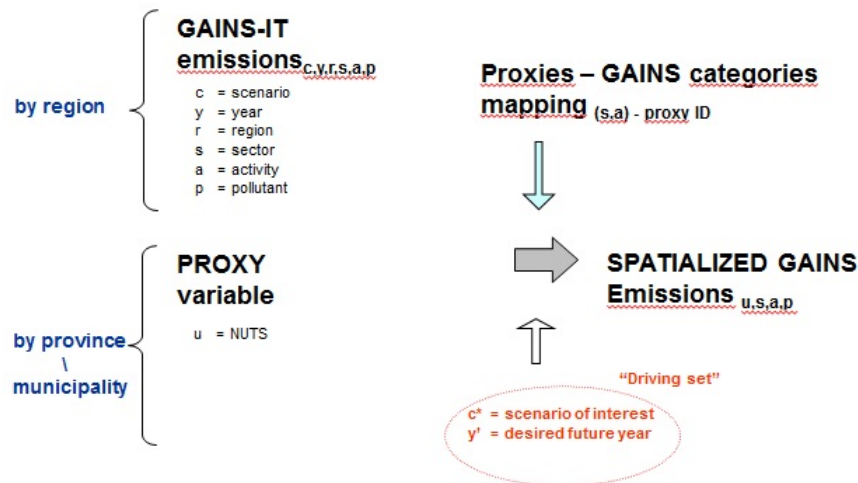 GAINS-IT
emissions c,y,r,s,a,p
c = scenario
y = year
r = region
s = sector
a = activity
p = pollutant
by region
PROXY
variable
u = NUTS
by province
\
municipality
Proxies – GAINS categories
mapping (s,a) - proxy ID
SPATIALIZED GAINS
Emissions u,s,a,p
“Driving set”
c* = scenario of interest
y' = desired future year